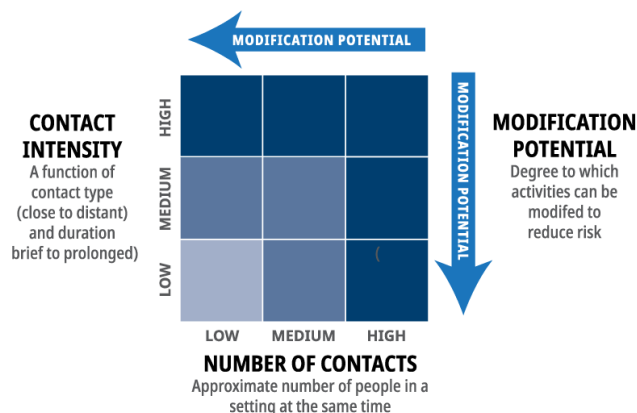 MODIFICATION POTENTIAL
CONTACT
INTENSITY
A function of
contact type
(close to distant)
and duration
brief to prolonged)
HIGH
MEDIUM
LOW
(
MODIFICATION POTENTIAL
MODIFICATION
POTENTIAL
Degree to which
activities can be
modifed to
reduce risk
LOW
MEDIUM
HIGH
NUMBER OF CONTACTS
Approximate number of people in a
setting at the same time